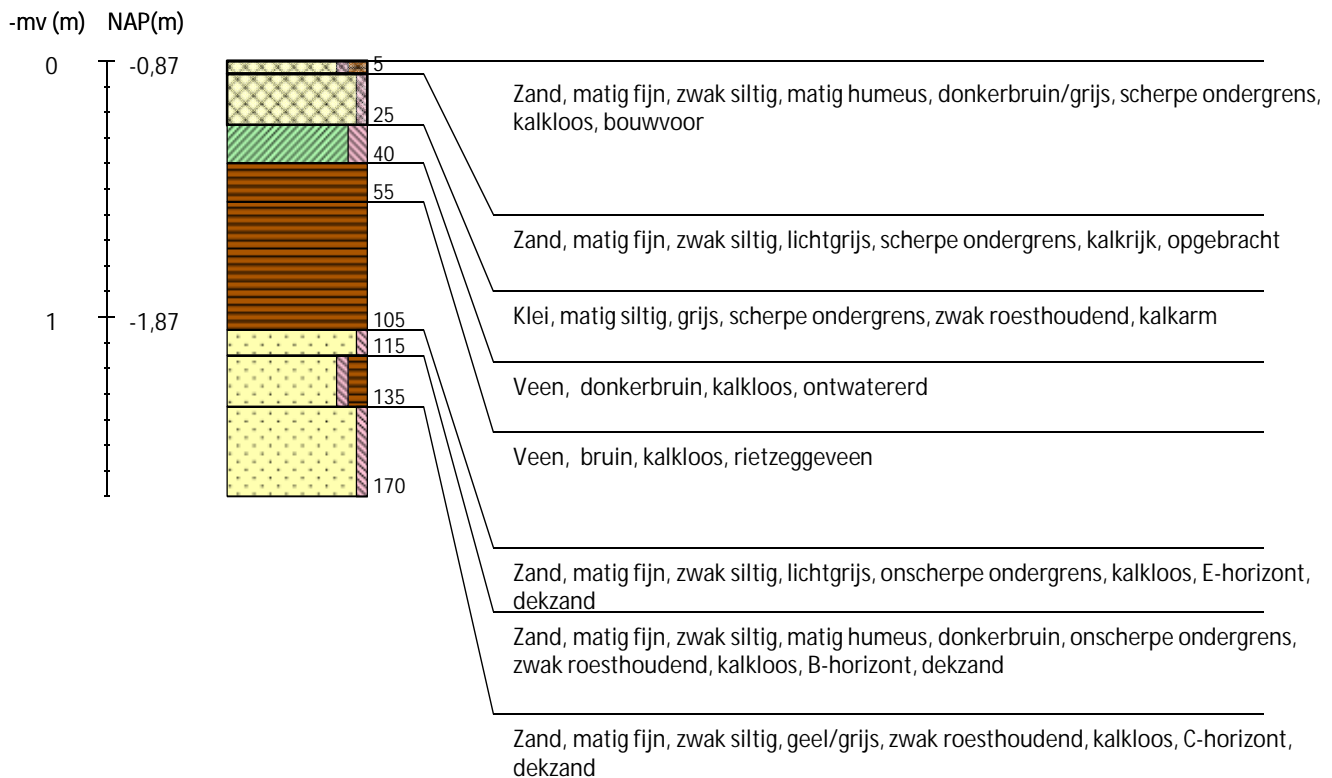 -mv (m) NAP(m)
0 -0,87
5
Zand, matig fijn, zwak siltig, matig humeus, donkerbruin/grijs, scherpe ondergrens,
kalkloos, bouwvoor
25
40
55
Zand, matig fijn, zwak siltig, lichtgrijs, scherpe ondergrens, kalkrijk, opgebracht
1 -1,87
Klei, matig siltig, grijs, scherpe ondergrens, zwak roesthoudend, kalkarm
105
115
Veen, donkerbruin, kalkloos, ontwatererd
135
Veen, bruin, kalkloos, rietzeggeveen
170
Zand, matig fijn, zwak siltig, lichtgrijs, onscherpe ondergrens, kalkloos, E-horizont,
dekzand
Zand, matig fijn, zwak siltig, matig humeus, donkerbruin, onscherpe ondergrens,
zwak roesthoudend, kalkloos, B-horizont, dekzand
Zand, matig fijn, zwak siltig, geel/grijs, zwak roesthoudend, kalkloos, C-horizont,
dekzand